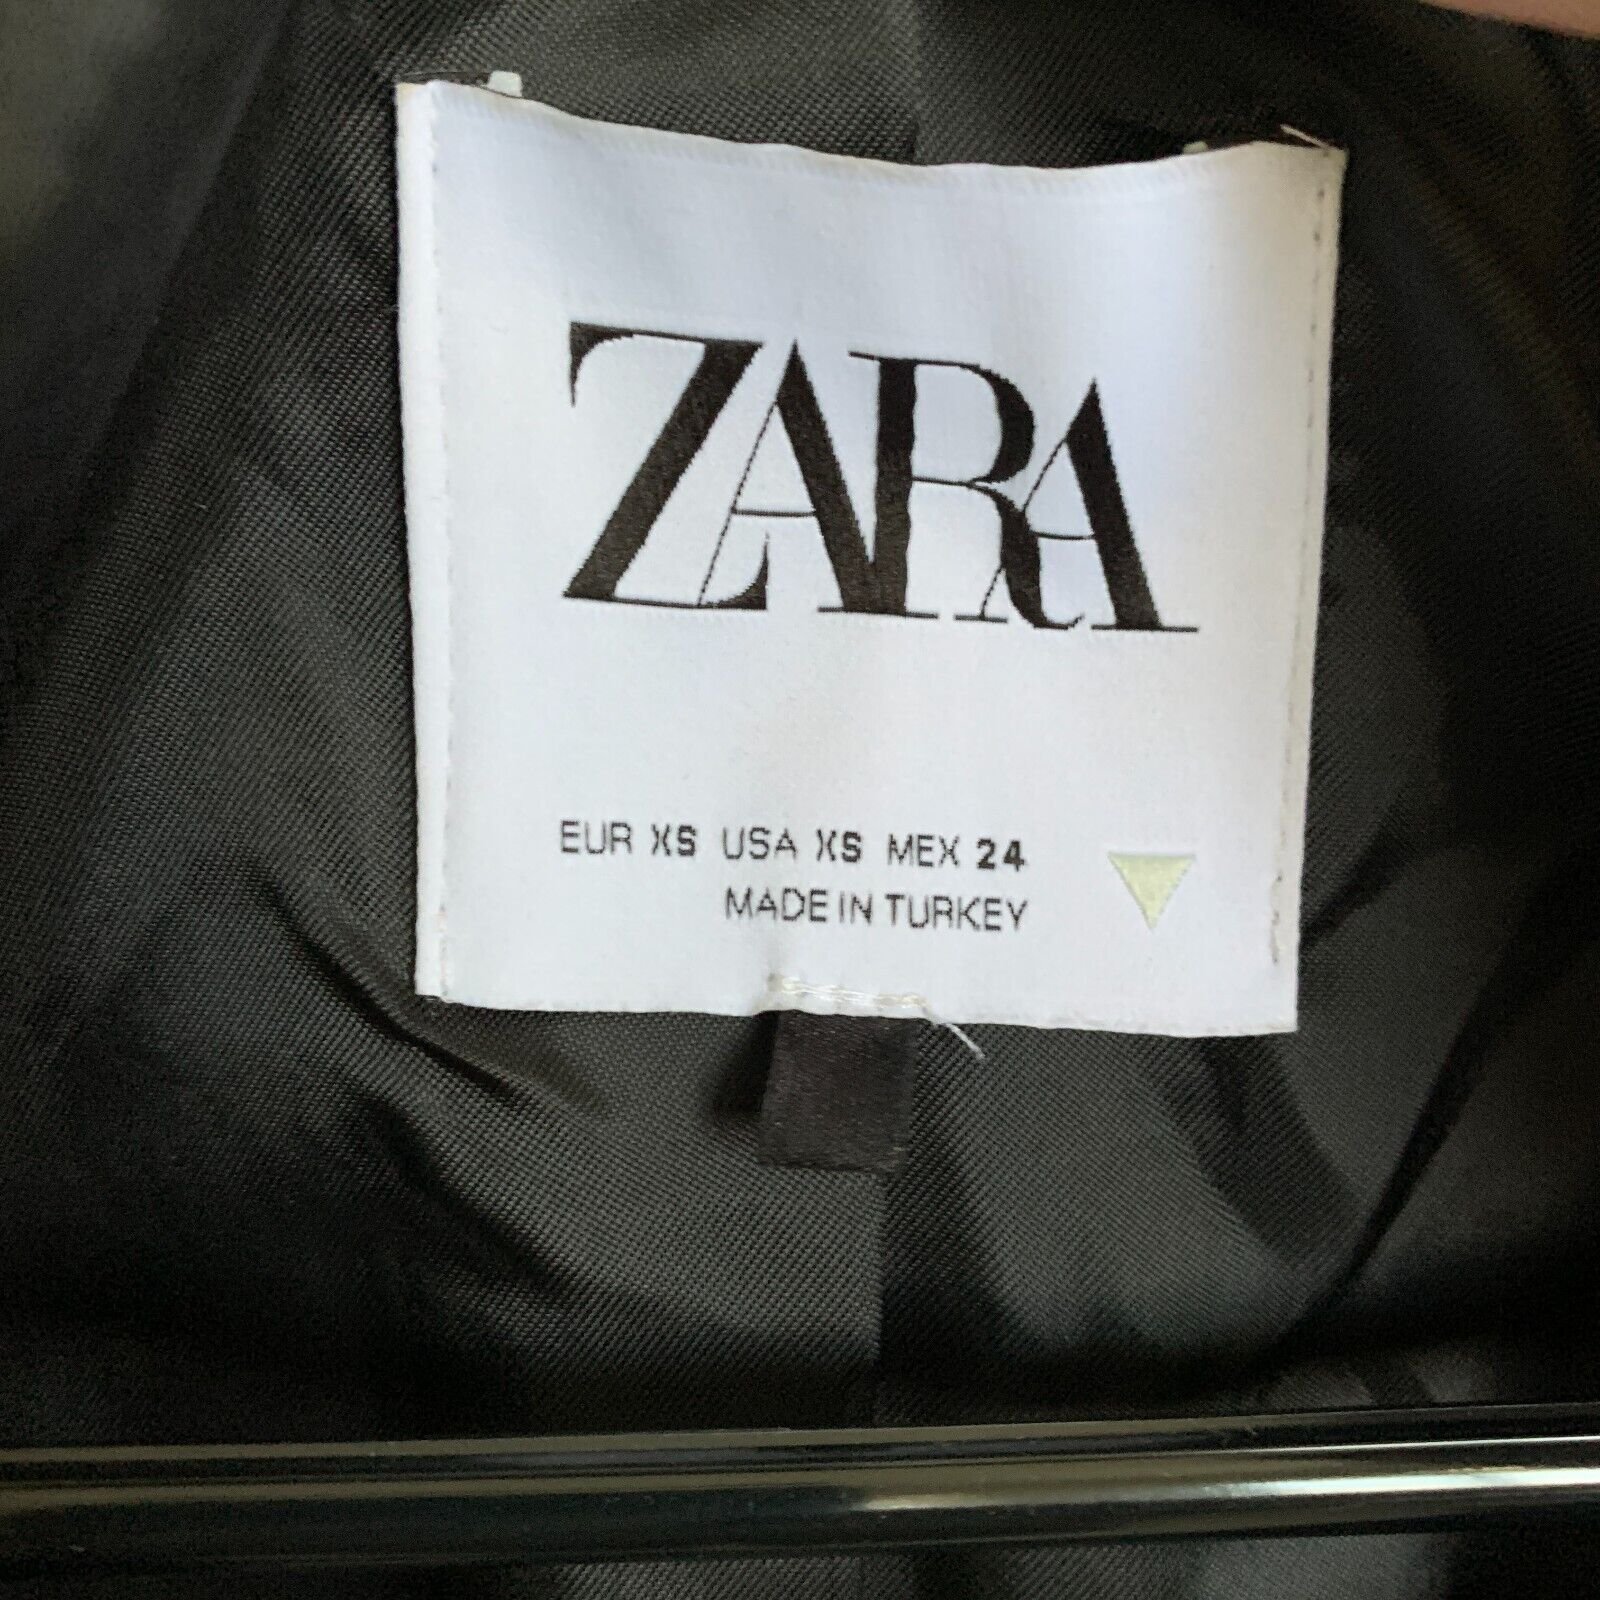 ZARA
EUR XS USA XS MEX 24
MADE IN TURKEY